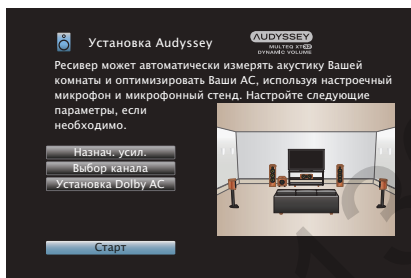 Установка Audyssey
AUDYSSEY
MULTEQ XT32
DYNAMIC VOLUME
Ресивер может автоматически измерять акустику Вашей
комнаты и оптимизировать Ваши АС, используя настроечный
микрофон и микрофонный стенд. Настройте следующие
параметры, если
необходимо.
Назнач. усил.
Выбор канала
Установка Dolby АС
Старт